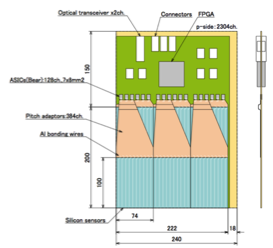 Optical transceiver x2ch.
Connectors
FPGA
p-side: 2304ch.
ASICs(Bear):128ch. 7x8mm2
Pitch adaptors:384ch.
Al bonding wires
Silicon sensors
150
200
100
74
222
18
240